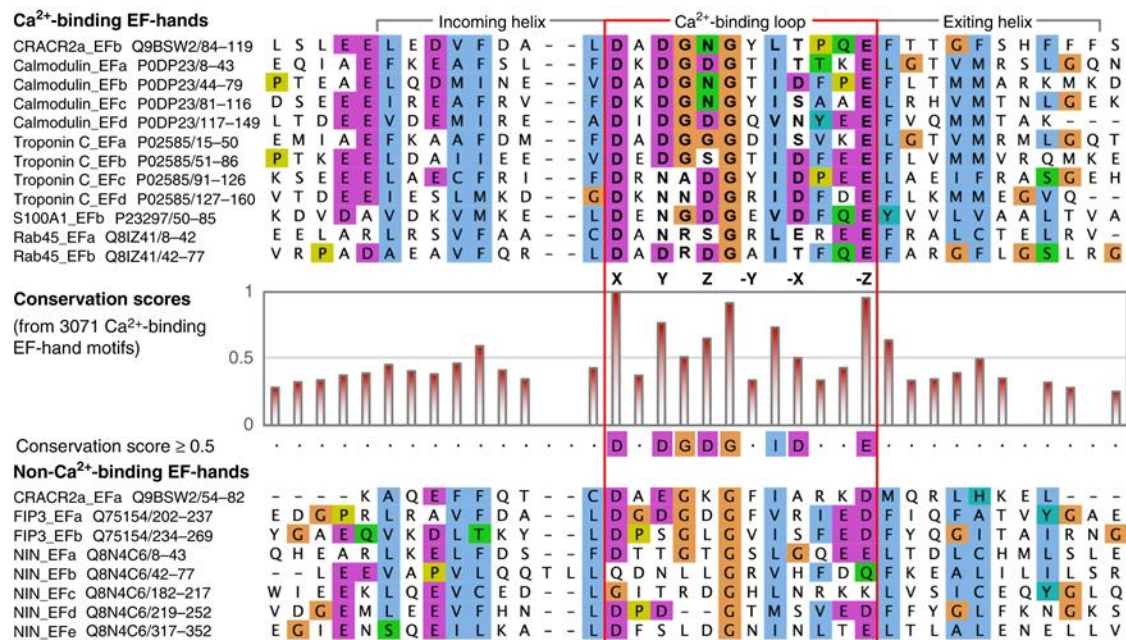 Ca²⁺-binding EF-hands
Incoming helix Ca²⁺-binding loop Exiting helix
CRACR2a_EFb Q9BSW2/84–119 L S L E E L E D V F D A - - L D A D G N G Y L T P Q E F T T G F S H F F F S
Calmodulin_EFa P0DP23/8–43 E Q I A E F K E A F S L - - F D K D G D G T I T T K E L G T V M R S L G Q N
Calmodulin_EFb P0DP23/44–79 P T E A E L Q D M I N E - - V D A D G N G T I D F P E F L T M M A R K M K D
Calmodulin_EFc P0DP23/81–116 D S E E E I R E A F R V - - F D K D G N G Y I S A A E L R H V M T N L G E K
Calmodulin_EFd P0DP23/117–149 L T D E E V D E M I R E - - A D I D G D G Q V N Y E E F V Q M M T A K - - -
Troponin C_EFa P02585/15–50 E M I A E F K A A F D M - - F D A D G G G D I S V K E L G T V M R M L G Q T
Troponin C_EFb P02585/51–86 P T K E E L D A I I E E - - V D E D G S G T I D F E E F L V M M V R Q M K E
Troponin C_EFc P02585/91–126 K S E E E L A E C F R I - - F D R N A D G Y I D P E E L A E I F R A S G E H
Troponin C_EFd P02585/127–160 V T D E E I E S L M K D - - G D K N N D G R I D F D E F L K M M E G V Q - -
S100A1_EFb P23297/50–85 K D V D A V D K V M K E - - L D E N G D G E V D F Q E Y V V L V A A L T V A
Rab45_EFa Q8IZ41/8–42 E E L A R L R S V F A A - - C D A N R S G R L E R E E F R A L C T E L R V -
Rab45_EFb Q8IZ41/42–77 V R P A D A E A V F Q R - - L D A D R D G A I T F Q E F A R G F L G S L R G
X Y Z -Y -X -Z
Conservation scores
(from 3071 Ca²⁺-binding
EF-hand motifs)
1
0.5
0
Conservation score ≥ 0.5 · · · · · · · · · · · · · · · D · D G D G · I D · · E · · · · · · · · · · ·
Non-Ca²⁺-binding EF-hands
CRACR2a_EFa Q9BSW2/54–82 - - - - K A Q E F F Q T - - C D A E G K G F I A R K D M Q R L H K E L - - -
FIP3_EFa Q75154/202–237 E D G P R L R A V F D A - - L D G D G D G F V R I E D F I Q F A T V Y G A E
FIP3_EFb Q75154/234–269 Y G A E Q V K D L T K Y - - L D P S G L G V I S F E D F Y Q G I T A I R N G
NIN_EFa Q8N4C6/8–43 Q H E A R L K E L F D S - - F D T T G T G S L G Q E E L T D L C H M L S L E
NIN_EFb Q8N4C6/42–77 - - L E E V A P V L Q Q T L L Q D N L L G R V H F D Q F K E A L I L I L S R
NIN_EFc Q8N4C6/182–217 W I E E K L Q E V C E D - - L G I T R D G H L N R K K L V S I C E Q Y G L Q
NIN_EFd Q8N4C6/219–252 V D G E M L E E V F H N - - L D P D - - G T M S V E D F F Y G L F K N G K S
NIN_EFe Q8N4C6/317–352 E G I E N S Q E I L K A - - L D F S L D G N I N L T E L T L A L E N E L L